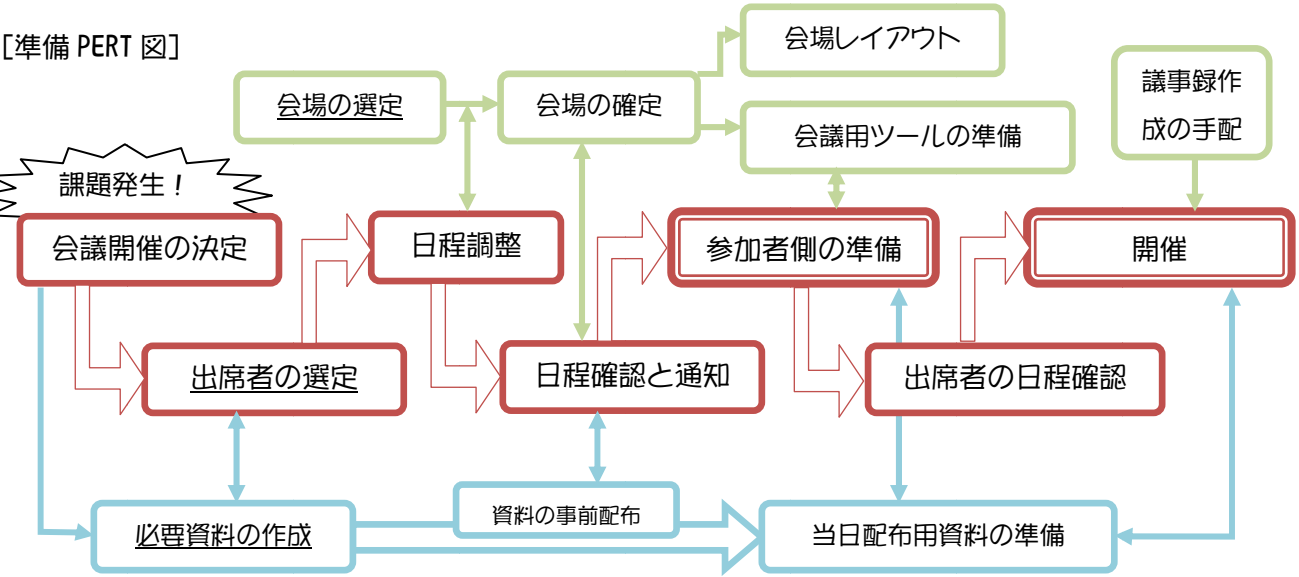 [準備 PERT 図]
会場レイアウト
会場の選定
会場の確定
会議用ツールの準備
議事録作
成の手配
課題発生！
会議開催の決定
日程調整
参加者側の準備
開催
出席者の選定
日程確認と通知
出席者の日程確認
必要資料の作成
資料の事前配布
当日配布用資料の準備